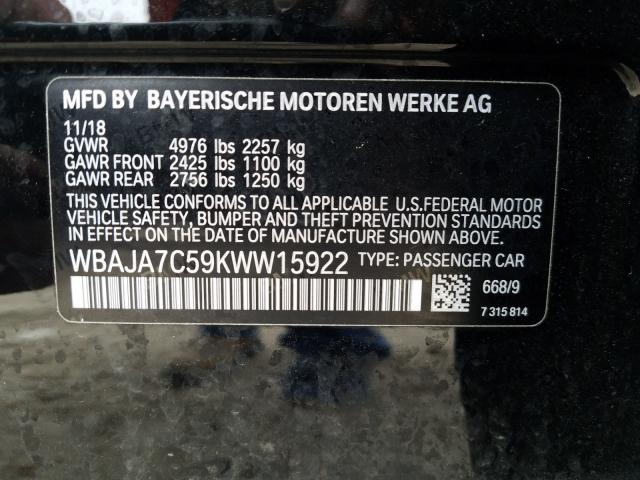 MFD BY BAYERISCHE MOTOREN WERKE AG
11/18
GVWR 4976 lbs 2257 kg
GAWR FRONT 2425 lbs 1100 kg
GAWR REAR 2756 lbs 1250 kg
THIS VEHICLE CONFORMS TO ALL APPLICABLE U.S.FEDERAL MOTOR
VEHICLE SAFETY, BUMPER AND THEFT PREVENTION STANDARDS
IN EFFECT ON THE DATE OF MANUFACTURE SHOWN ABOVE.
WBAJA7C59KWW15922 TYPE: PASSENGER CAR
668/9
7 315 814